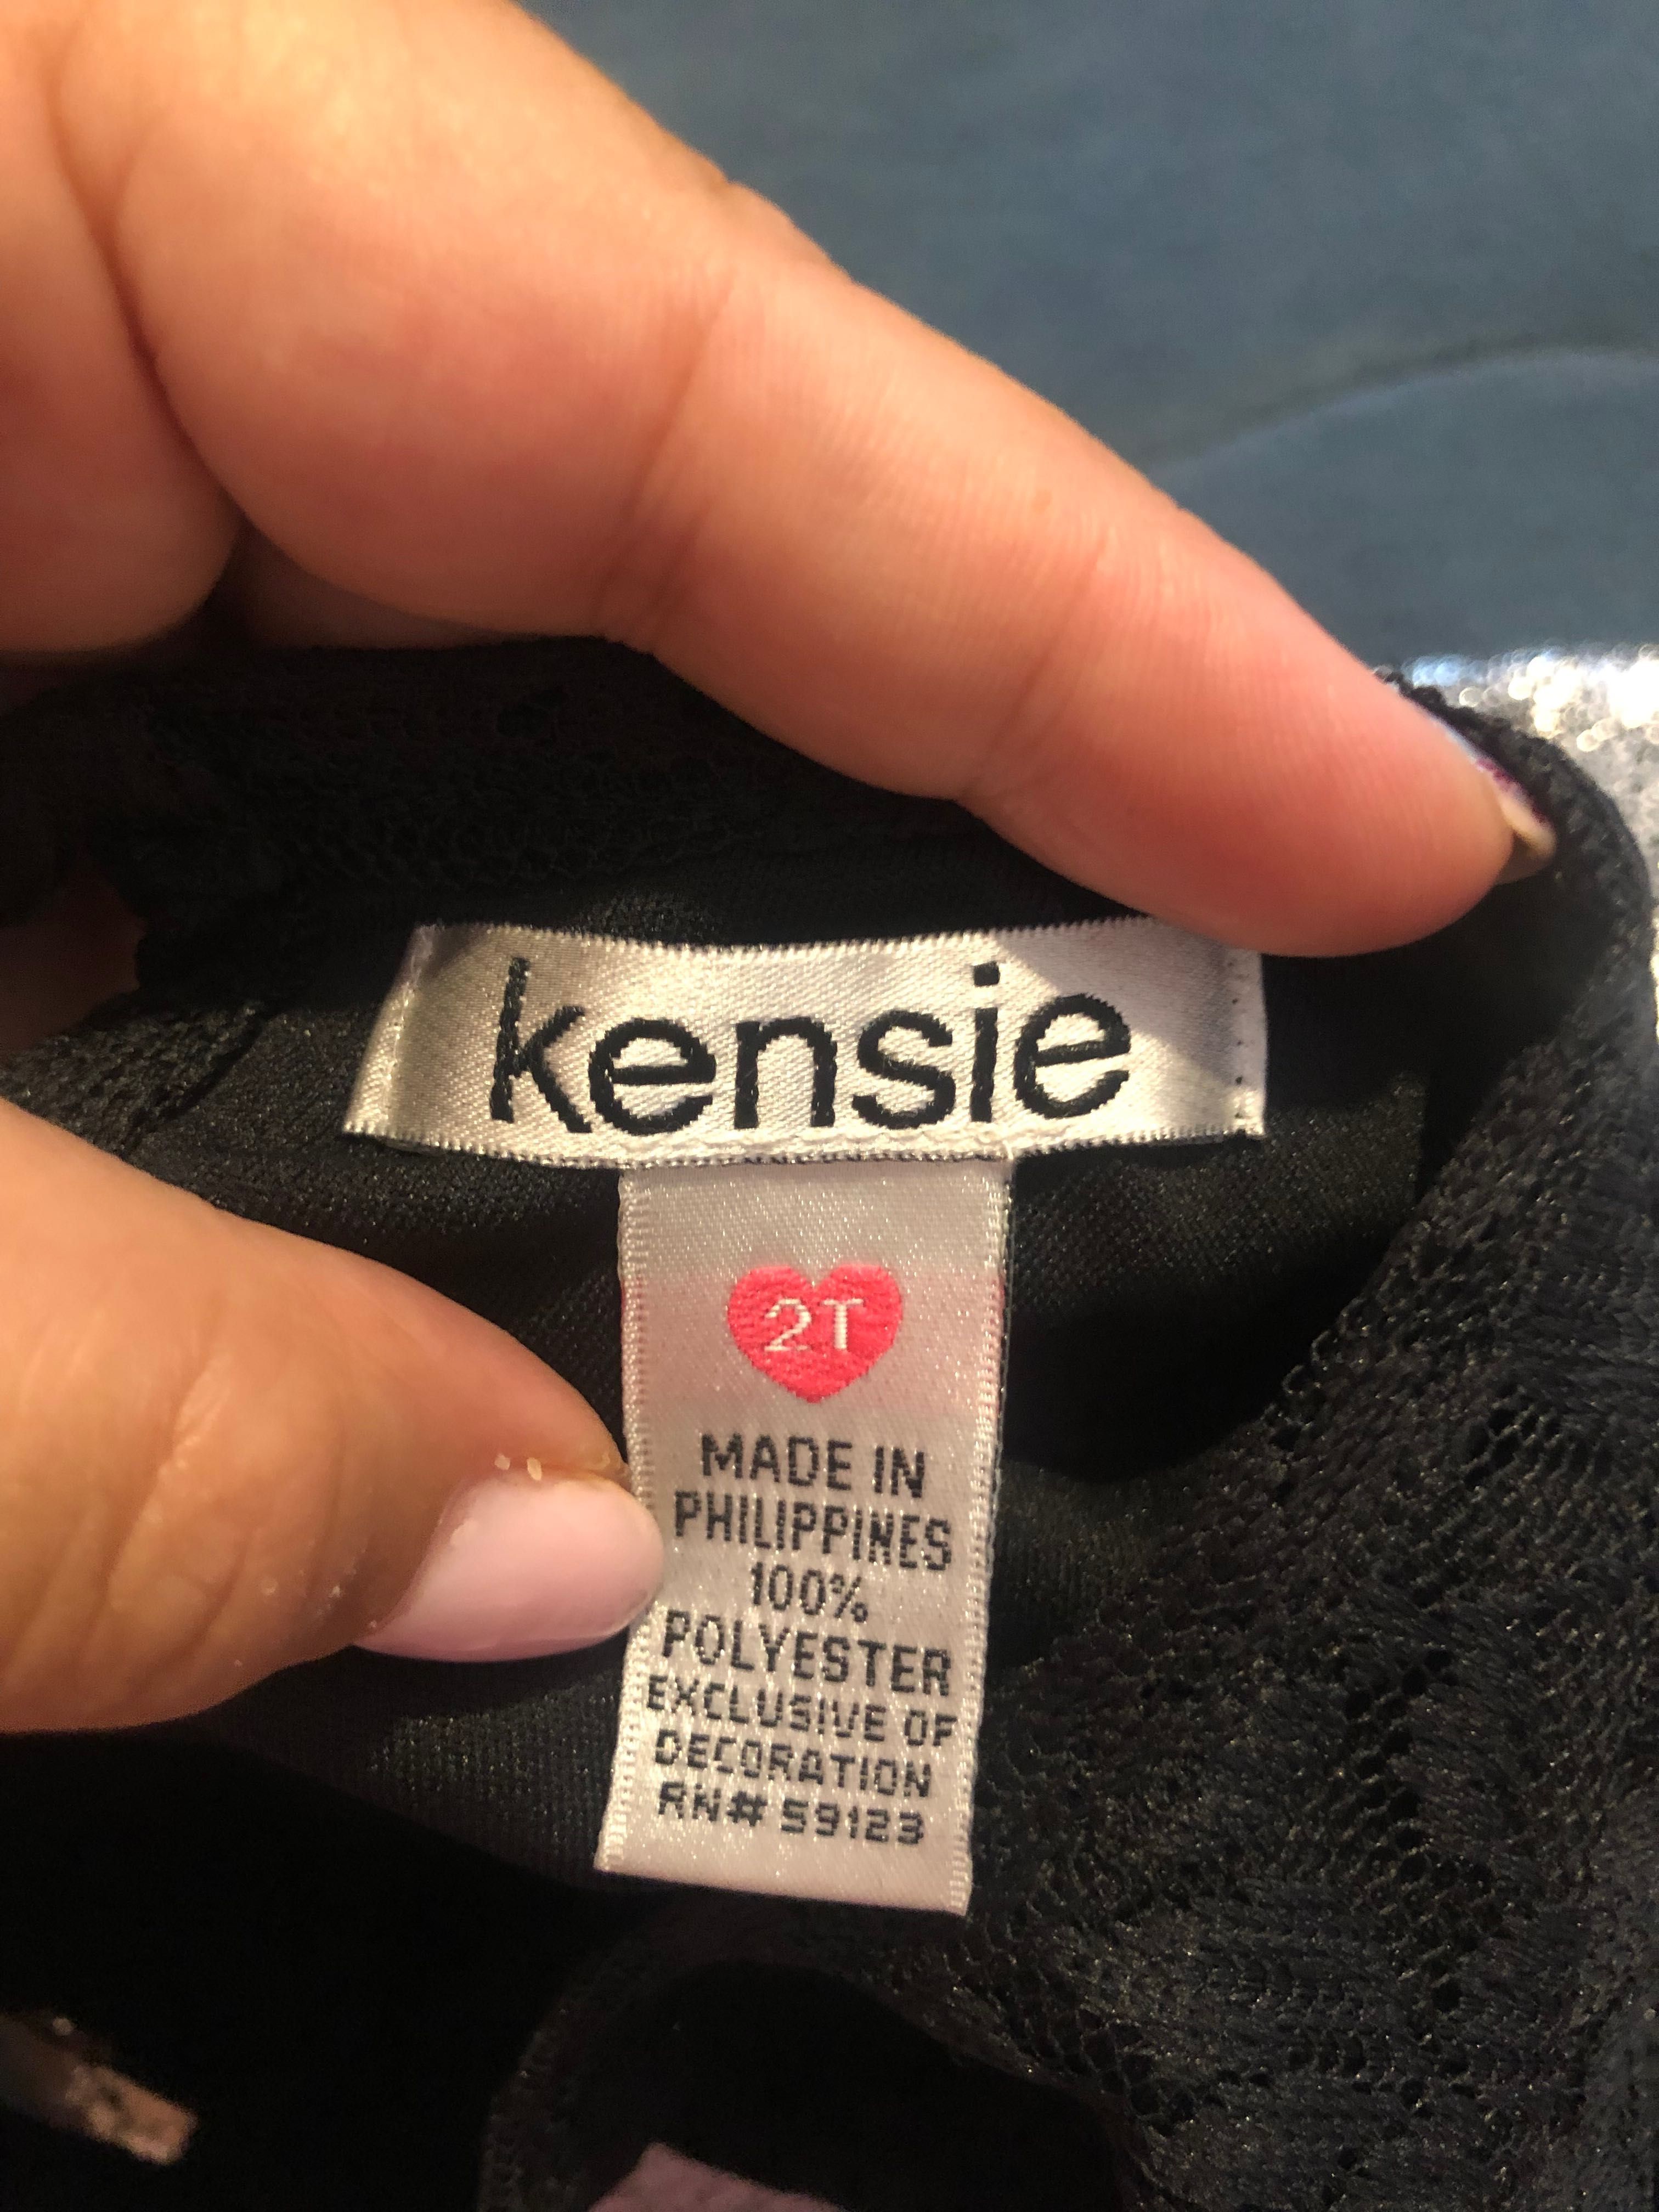 kensie
2T
MADE IN
PHILIPPINES
100%
POLYESTER
EXCLUSIVE OF
DECORATION
RN# 59123